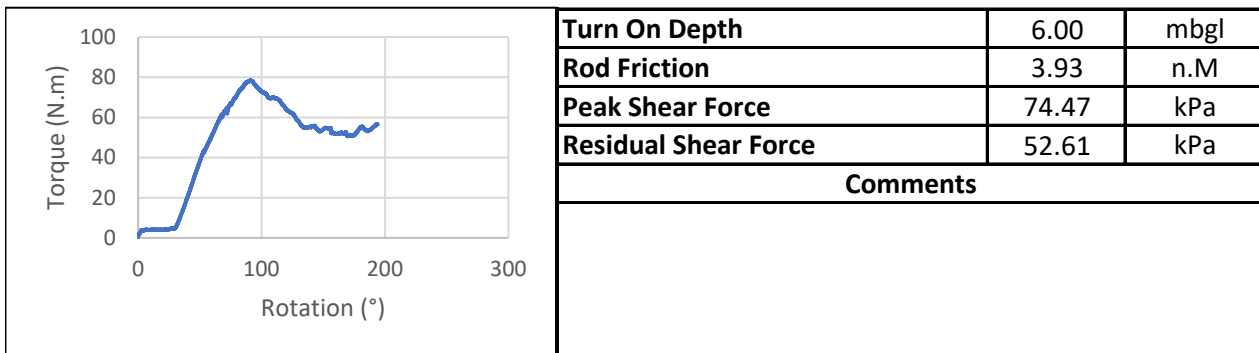 100
80
60
40
20
0
Torque (N.m)
0 100 200 300
Rotation (°)
Turn On Depth 6.00 mbgl
Rod Friction 3.93 n.M
Peak Shear Force 74.47 kPa
Residual Shear Force 52.61 kPa
Comments